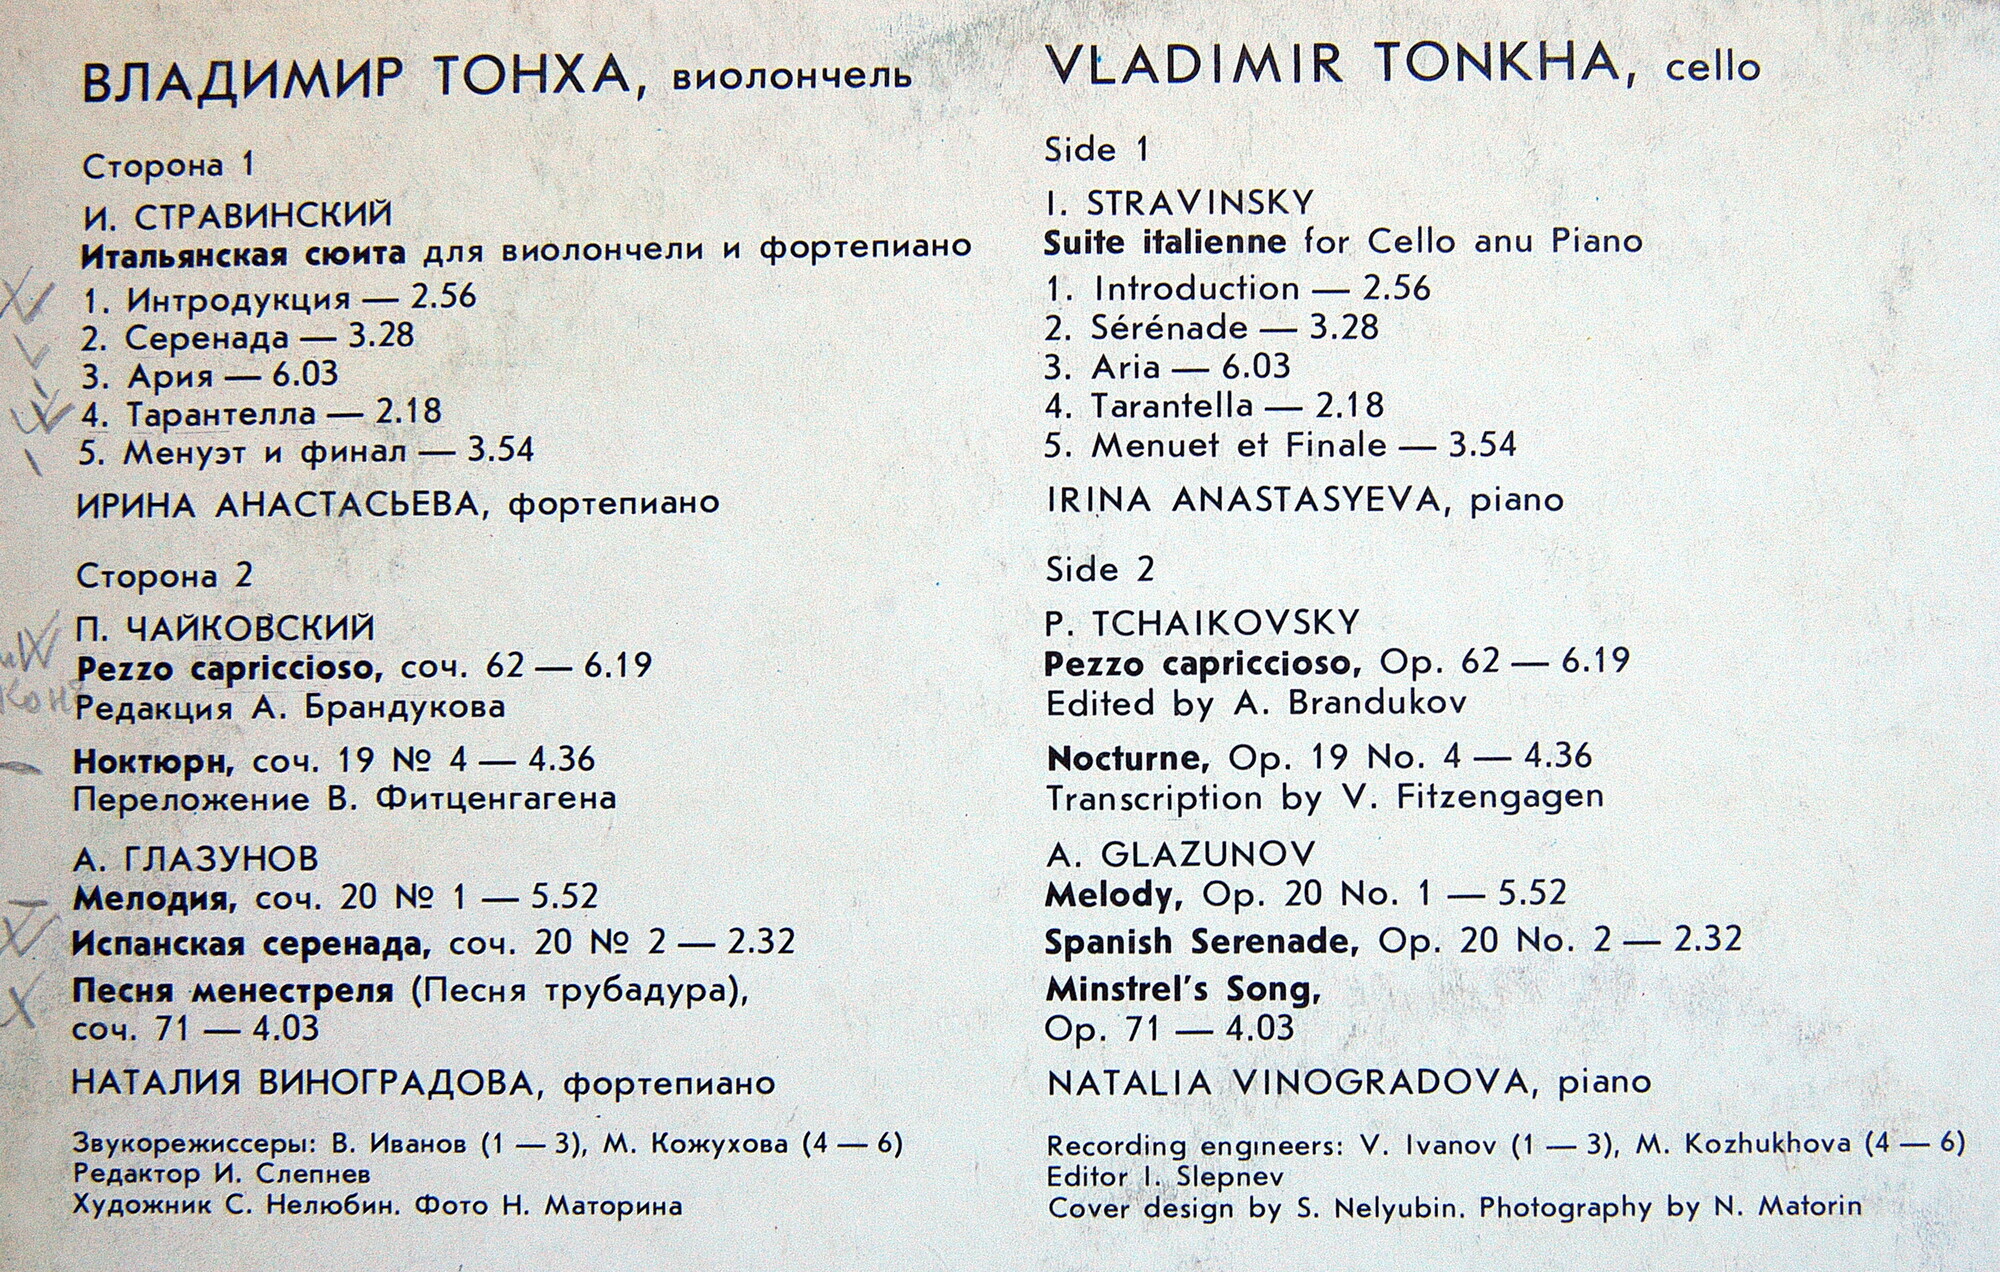 ВЛАДИМИР ТОНХА, виолончель
Сторона 1
И. СТРАВИНСКИЙ
Итальянская сюита для виолончели и фортепиано
1. Интродукция — 2.56
2. Серенада — 3.28
3. Ария — 6.03
4. Тарантелла — 2.18
5. Менуэт и финал — 3.54
ИРИНА АНАСТАСЬЕВА, фортепиано
Сторона 2
П. ЧАЙКОВСКИЙ
Pezzo capriccioso, соч. 62 — 6.19
Редакция А. Брандукова
Ноктюрн, соч. 19 № 4 — 4.36
Переложение В. Фитценгагена
А. ГЛАЗУНОВ
Мелодия, соч. 20 № 1 — 5.52
Испанская серенада, соч. 20 № 2 — 2.32
Песня менестреля (Песня трубадура),
соч. 71 — 4.03
НАТАЛИЯ ВИНОГРАДОВА, фортепиано
Звукорежиссеры: В. Иванов (1 — 3), М. Кожухова (4 — 6)
Редактор И. Слепнев
Художник С. Нелюбин. Фото Н. Маторина
VLADIMIR TONKHA, cello
Side 1
I. STRAVINSKY
Suite italienne for Cello anu Piano
1. Introduction — 2.56
2. Sérénade — 3.28
3. Aria — 6.03
4. Tarantella — 2.18
5. Menuet et Finale — 3.54
IRINA ANASTASYEVA, piano
Side 2
P. TCHAIKOVSKY
Pezzo capriccioso, Op. 62 — 6.19
Edited by A. Brandukov
Nocturne, Op. 19 No. 4 — 4.36
Transcription by V. Fitzengagen
A. GLAZUNOV
Melody, Op. 20 No. 1 — 5.52
Spanish Serenade, Op. 20 No. 2 — 2.32
Minstrel's Song,
Op. 71 — 4.03
NATALIA VINOGRADOVA, piano
Recording engineers: V. Ivanov (1 — 3), M. Kozhukhova (4 — 6)
Editor I. Slepnev
Cover design by S. Nelyubin. Photography by N. Matorin